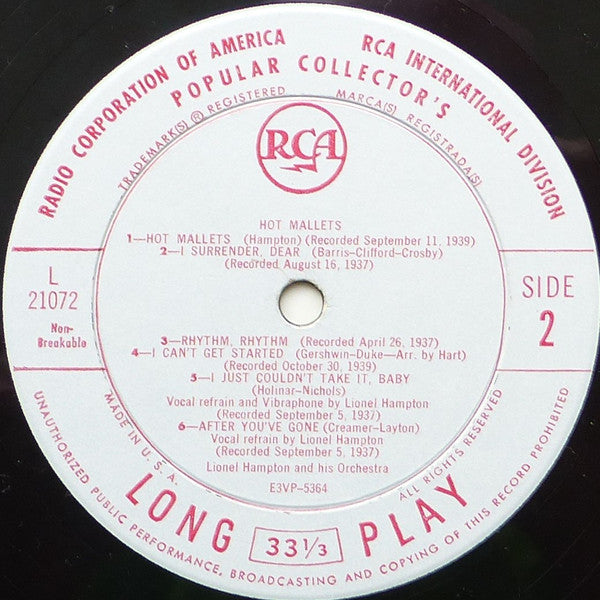 RADIO CORPORATION OF AMERICA
RCA INTERNATIONAL DIVISION
POPULAR COLLECTOR'S
TRADEMARK(S) ® REGISTERED
MARCA(S) REGISTRADA(S)
RCA
HOT MALLETS
1—HOT MALLETS (Hampton) (Recorded September 11, 1939)
2—I SURRENDER, DEAR (Barris-Clifford-Crosby)
(Recorded August 16, 1937)
L
21072
Non-
Breakable
SIDE
2
3—RHYTHM, RHYTHM (Recorded April 26, 1937)
4—I CAN'T GET STARTED (Gershwin-Duke—Arr. by Hart)
(Recorded October 30, 1939)
5—I JUST COULDN'T TAKE IT, BABY
(Holinar-Nichols)
Vocal refrain and Vibraphone by Lionel Hampton
(Recorded September 5, 1937)
6—AFTER YOU'VE GONE (Creamer-Layton)
Vocal refrain by Lionel Hampton
(Recorded September 5, 1937)
Lionel Hampton and his Orchestra
E3VP-5364
MADE IN U. S. A.
ALL RIGHTS RESERVED
LONG 33⅓ PLAY
UNAUTHORIZED PUBLIC PERFORMANCE, BROADCASTING AND COPYING OF THIS RECORD PROHIBITED